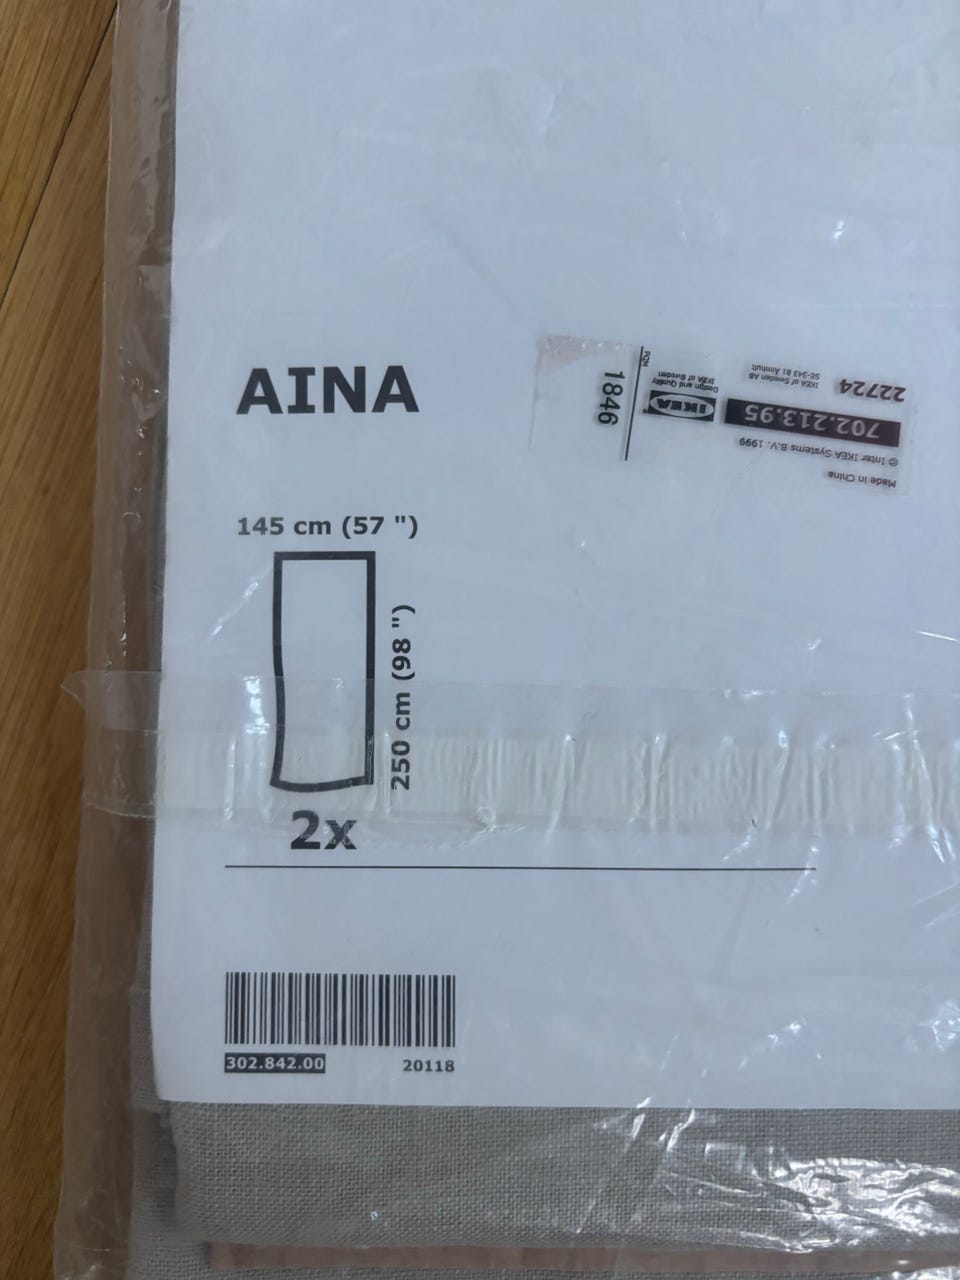 AINA
145 cm (57 ")
250 cm (98 ")
2x
302.842.00
20118
22724
IKEA of Sweden AB
SE-343 81 Älmhult
702.213.95
© Inter IKEA Systems B.V. 1999
Made in China
Design and Quality
IKEA of Sweden
IKEA®
PQM
1846